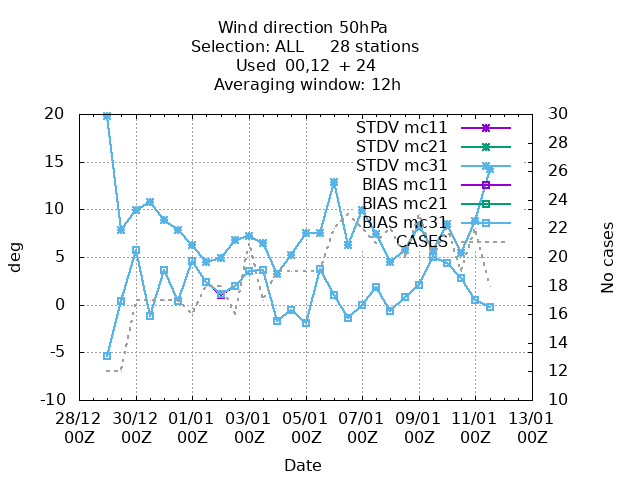 Wind direction 50hPa
Selection: ALL 28 stations
Used 00,12 + 24
Averaging window: 12h
20 30
STDV mc11
28
STDV mc21
15 STDV mc31
26
BIAS mc11
24
10 BIAS mc21
BIAS mc31 22
CASES
5 20
deg No cases
18
0 16
14
-5
12
-10 10
28/12 30/12 01/01 03/01 05/01 07/01 09/01 11/01 13/01
00Z 00Z 00Z 00Z 00Z 00Z 00Z 00Z 00Z
Date